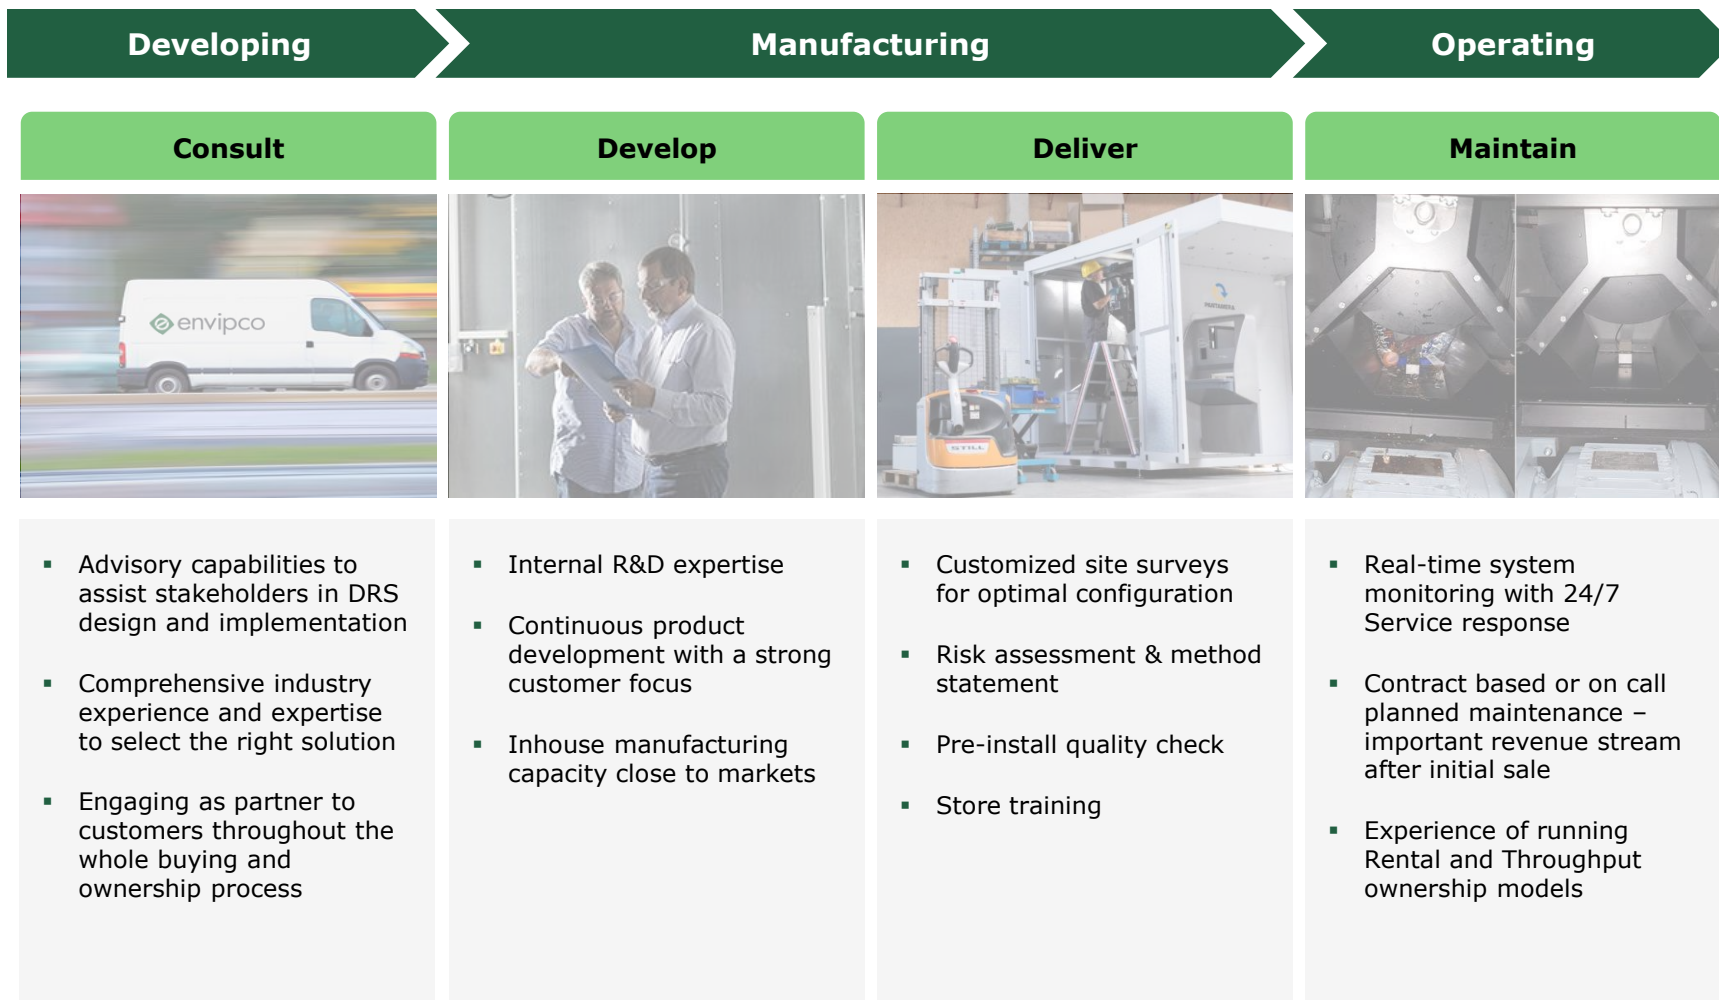 Developing
Manufacturing
Operating
Consult
Develop
Deliver
Maintain
envipco
STILL
▪ Advisory capabilities to
assist stakeholders in DRS
design and implementation
▪ Comprehensive industry
experience and expertise
to select the right solution
▪ Engaging as partner to
customers throughout the
whole buying and
ownership process
▪ Internal R&D expertise
▪ Continuous product
development with a strong
customer focus
▪ Inhouse manufacturing
capacity close to markets
▪ Customized site surveys
for optimal configuration
▪ Risk assessment & method
statement
▪ Pre-install quality check
▪ Store training
▪ Real-time system
monitoring with 24/7
Service response
▪ Contract based or on call
planned maintenance –
important revenue stream
after initial sale
▪ Experience of running
Rental and Throughput
ownership models